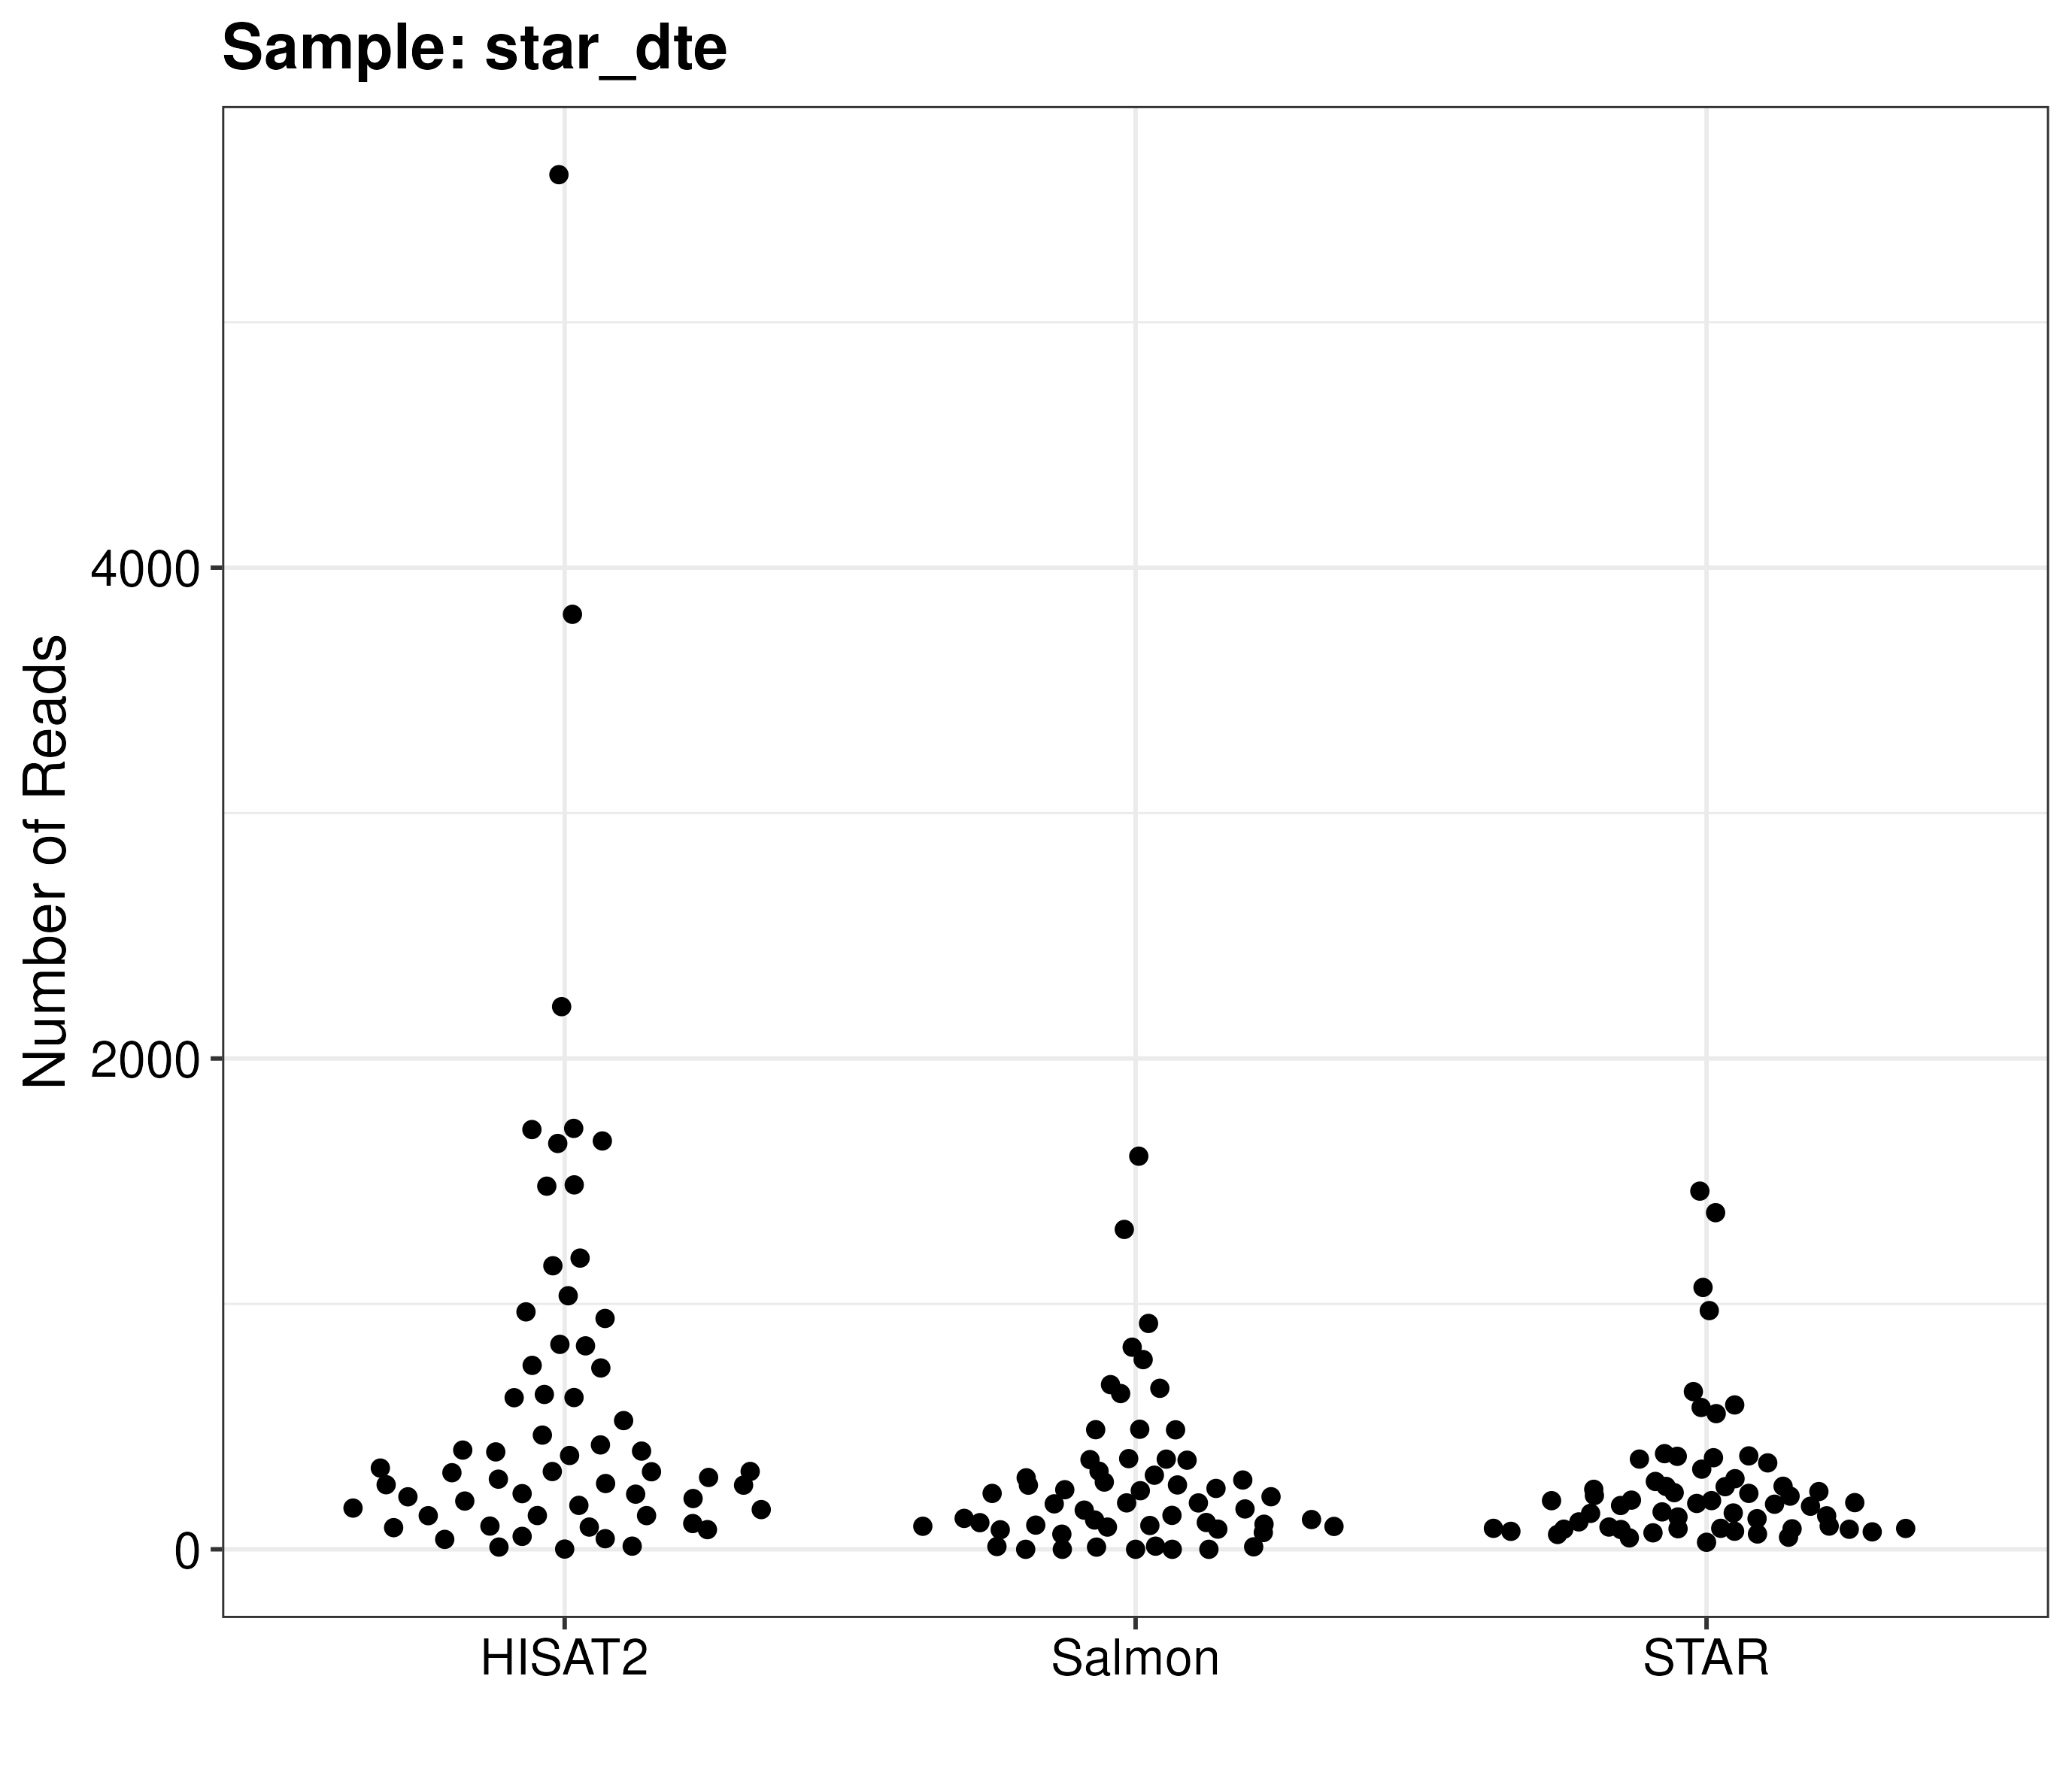 Sample: star_dte
Number of Reads
4000
2000
0
HISAT2
Salmon
STAR